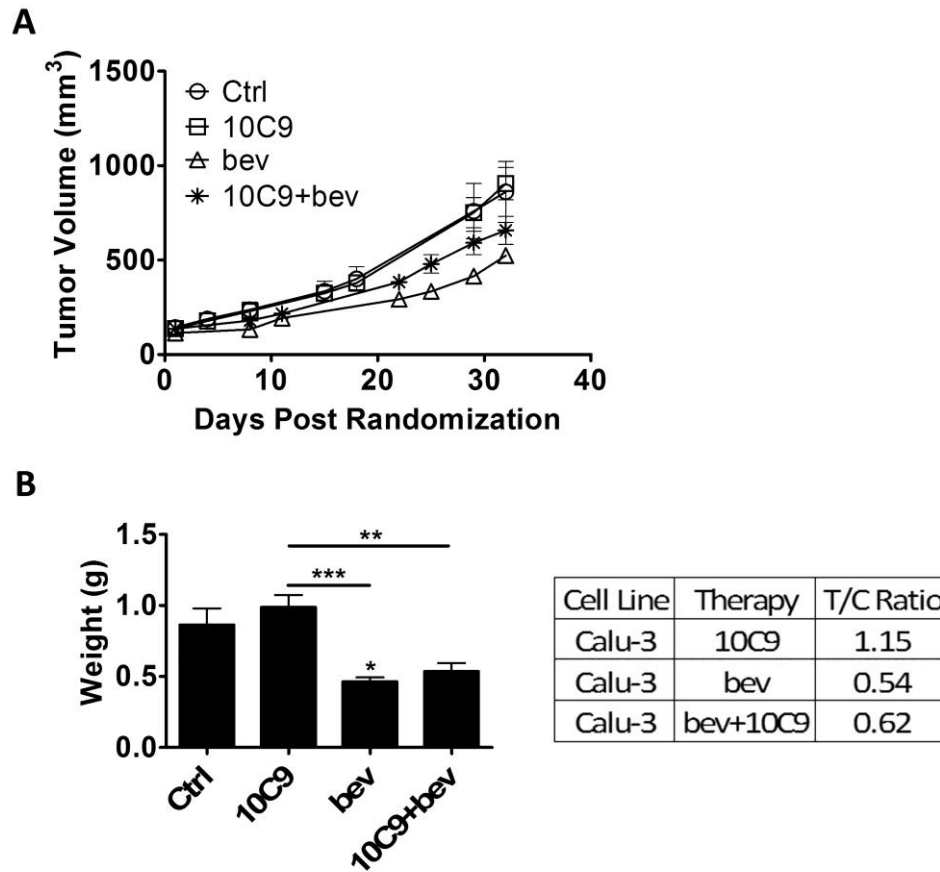 A
Tumor Volume (mm³)
1500
1000
500
0
Ctrl
10C9
bev
10C9+bev
0 10 20 30 40
Days Post Randomization
B
Weight (g)
1.5
1.0
0.5
0.0
**
***
*
Ctrl 10C9 bev 10C9+bev
Cell Line Therapy T/C Ratio
Calu-3 10C9 1.15
Calu-3 bev 0.54
Calu-3 bev+10C9 0.62